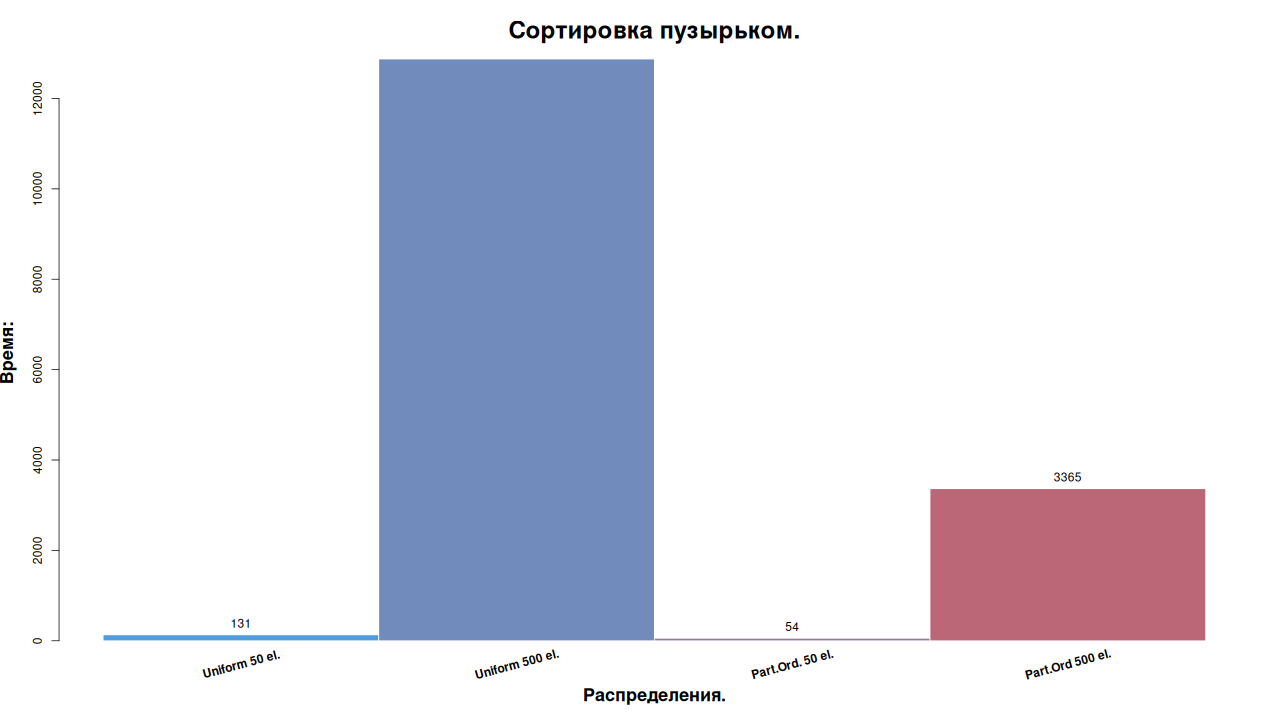 Сортировка пузырьком.
Время:
12000
10000
8000
6000
4000
2000
0
131
54
3365
Uniform 50 el.
Uniform 500 el.
Part.Ord. 50 el.
Part.Ord 500 el.
Распределения.